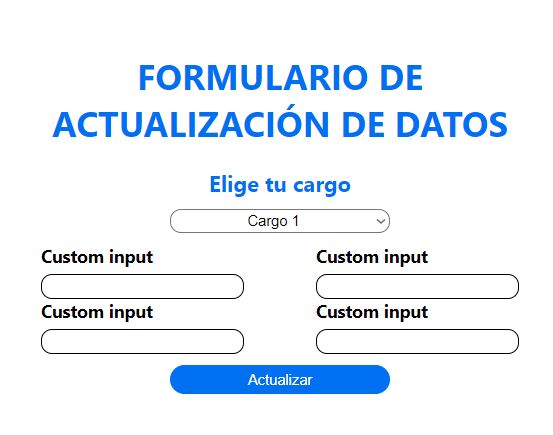 FORMULARIO DE
ACTUALIZACIÓN DE DATOS
Elige tu cargo
Cargo 1
Custom input
Custom input
Custom input
Custom input
Actualizar